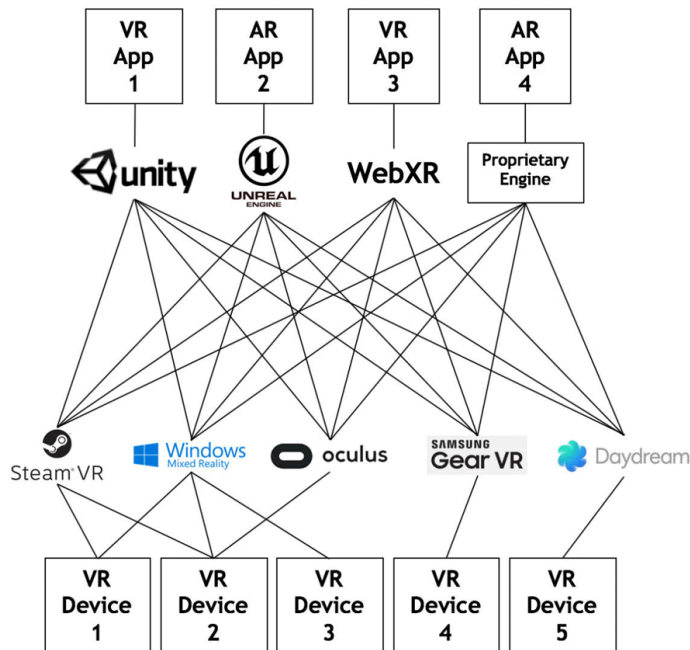 VR
App
1
AR
App
2
VR
App
3
AR
App
4
unity
UNREAL
ENGINE
WebXR
Proprietary
Engine
Steam®VR
Windows
Mixed Reality
oculus
SAMSUNG
Gear VR
Daydream
VR
Device
1
VR
Device
2
VR
Device
3
VR
Device
4
VR
Device
5